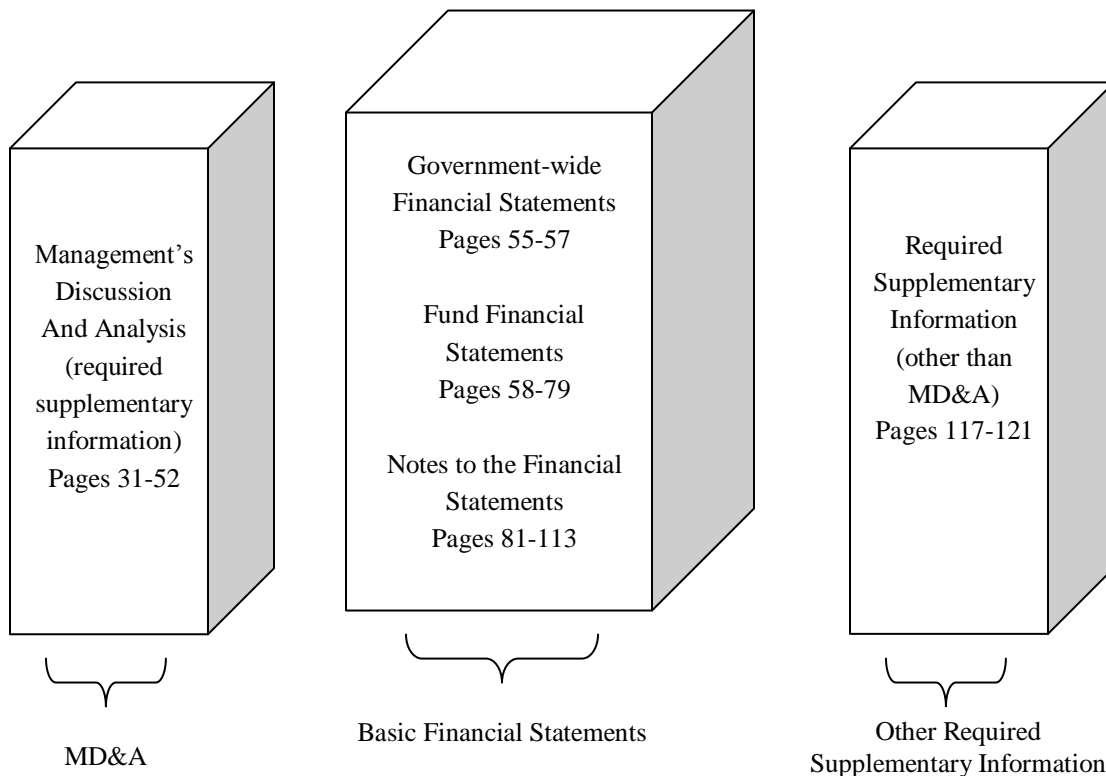 Management’s
Discussion
And Analysis
(required
supplementary
information)
Pages 31-52
MD&A
Government-wide
Financial Statements
Pages 55-57
Fund Financial
Statements
Pages 58-79
Notes to the Financial
Statements
Pages 81-113
Basic Financial Statements
Required
Supplementary
Information
(other than
MD&A)
Pages 117-121
Other Required
Supplementary Information